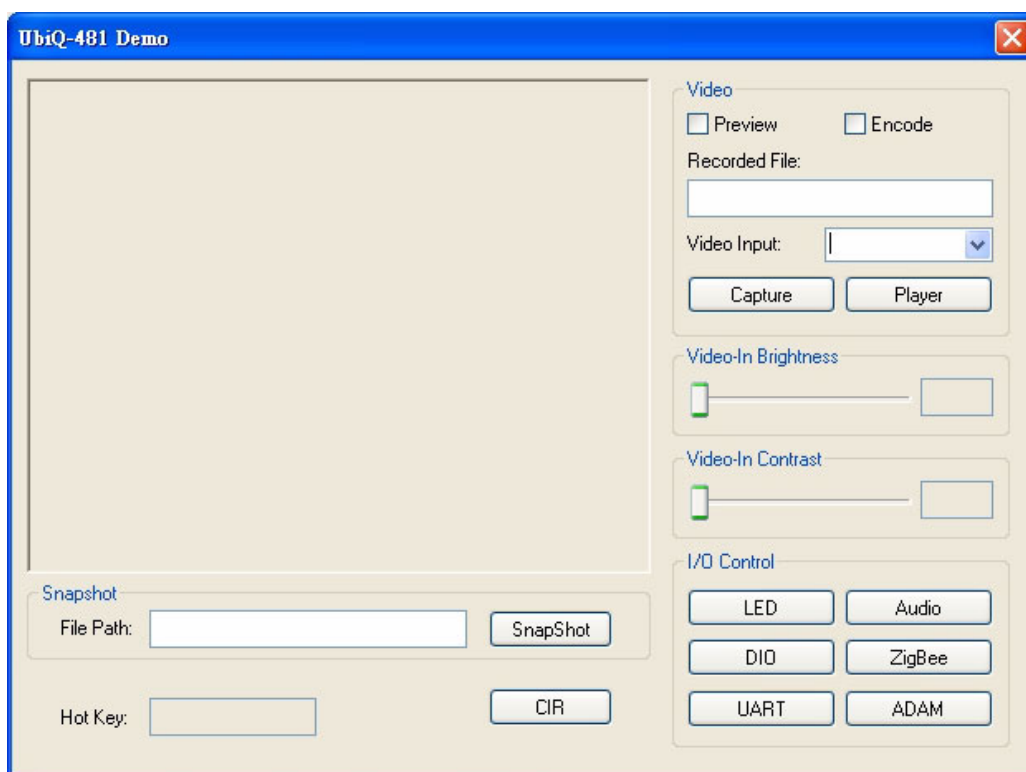 UbiQ-481 Demo
Video
Preview
Encode
Recorded File:
Video Input:
Capture
Player
Video-In Brightness
Video-In Contrast
I/O Control
LED
Audio
DIO
ZigBee
UART
ADAM
Snapshot
File Path:
SnapShot
Hot Key:
CIR